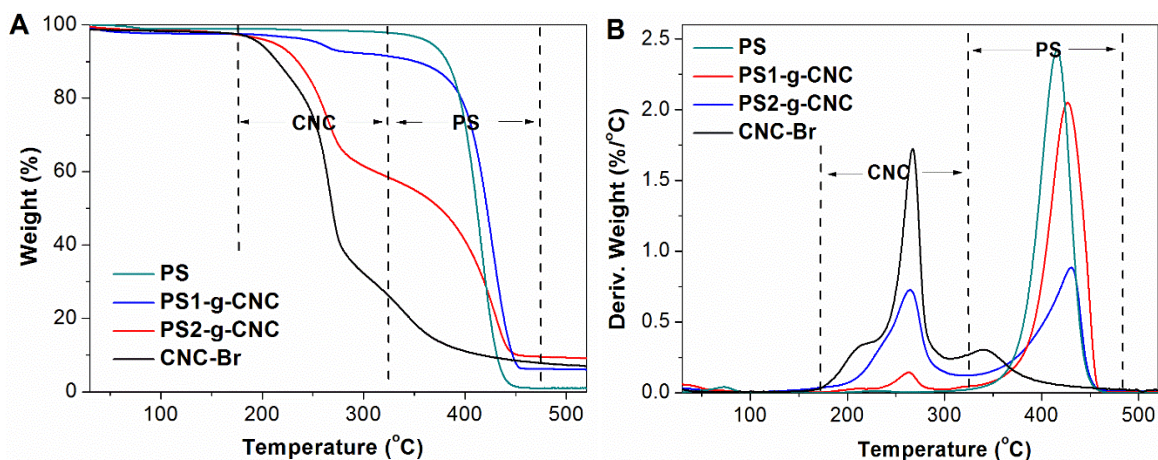 A
100
80
60
40
20
0
Weight (%)
CNC
PS
PS
PS1-g-CNC
PS2-g-CNC
CNC-Br
100
200
300
400
500
Temperature (°C)
B
2.5
2.0
1.5
1.0
0.5
0.0
Deriv. Weight (%/°C)
PS
PS1-g-CNC
PS2-g-CNC
CNC-Br
PS
CNC
100
200
300
400
500
Temperature (°C)